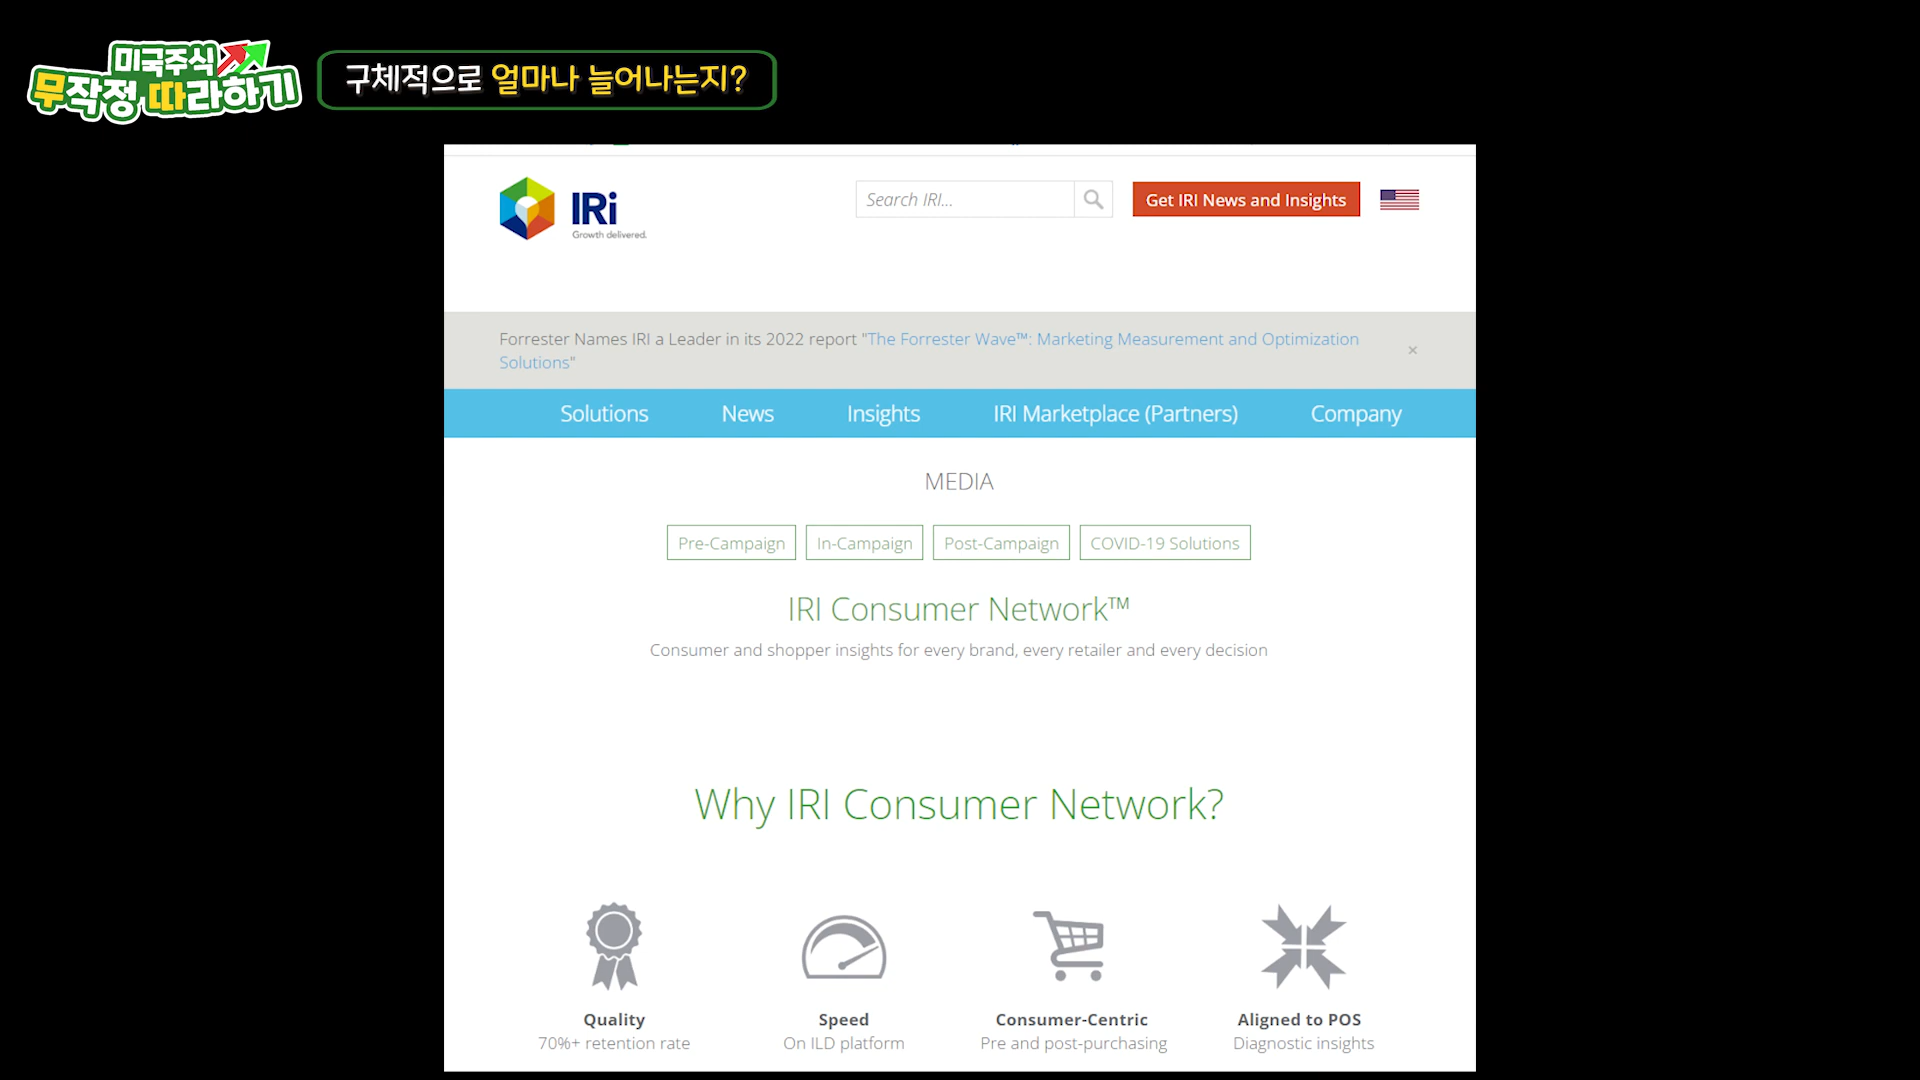 미국주식
무작정 따라하기
구체적으로 얼마나 늘어나는지?
IRi
Growth delivered.
Search IRI...
Get IRI News and Insights
Forrester Names IRI a Leader in its 2022 report "The Forrester Wave™: Marketing Measurement and Optimization
Solutions"
×
Solutions News Insights IRI Marketplace (Partners) Company
MEDIA
Pre-Campaign In-Campaign Post-Campaign COVID-19 Solutions
IRI Consumer Network™
Consumer and shopper insights for every brand, every retailer and every decision
Why IRI Consumer Network?
Quality Speed Consumer-Centric Aligned to POS
70%+ retention rate On ILD platform Pre and post-purchasing Diagnostic insights